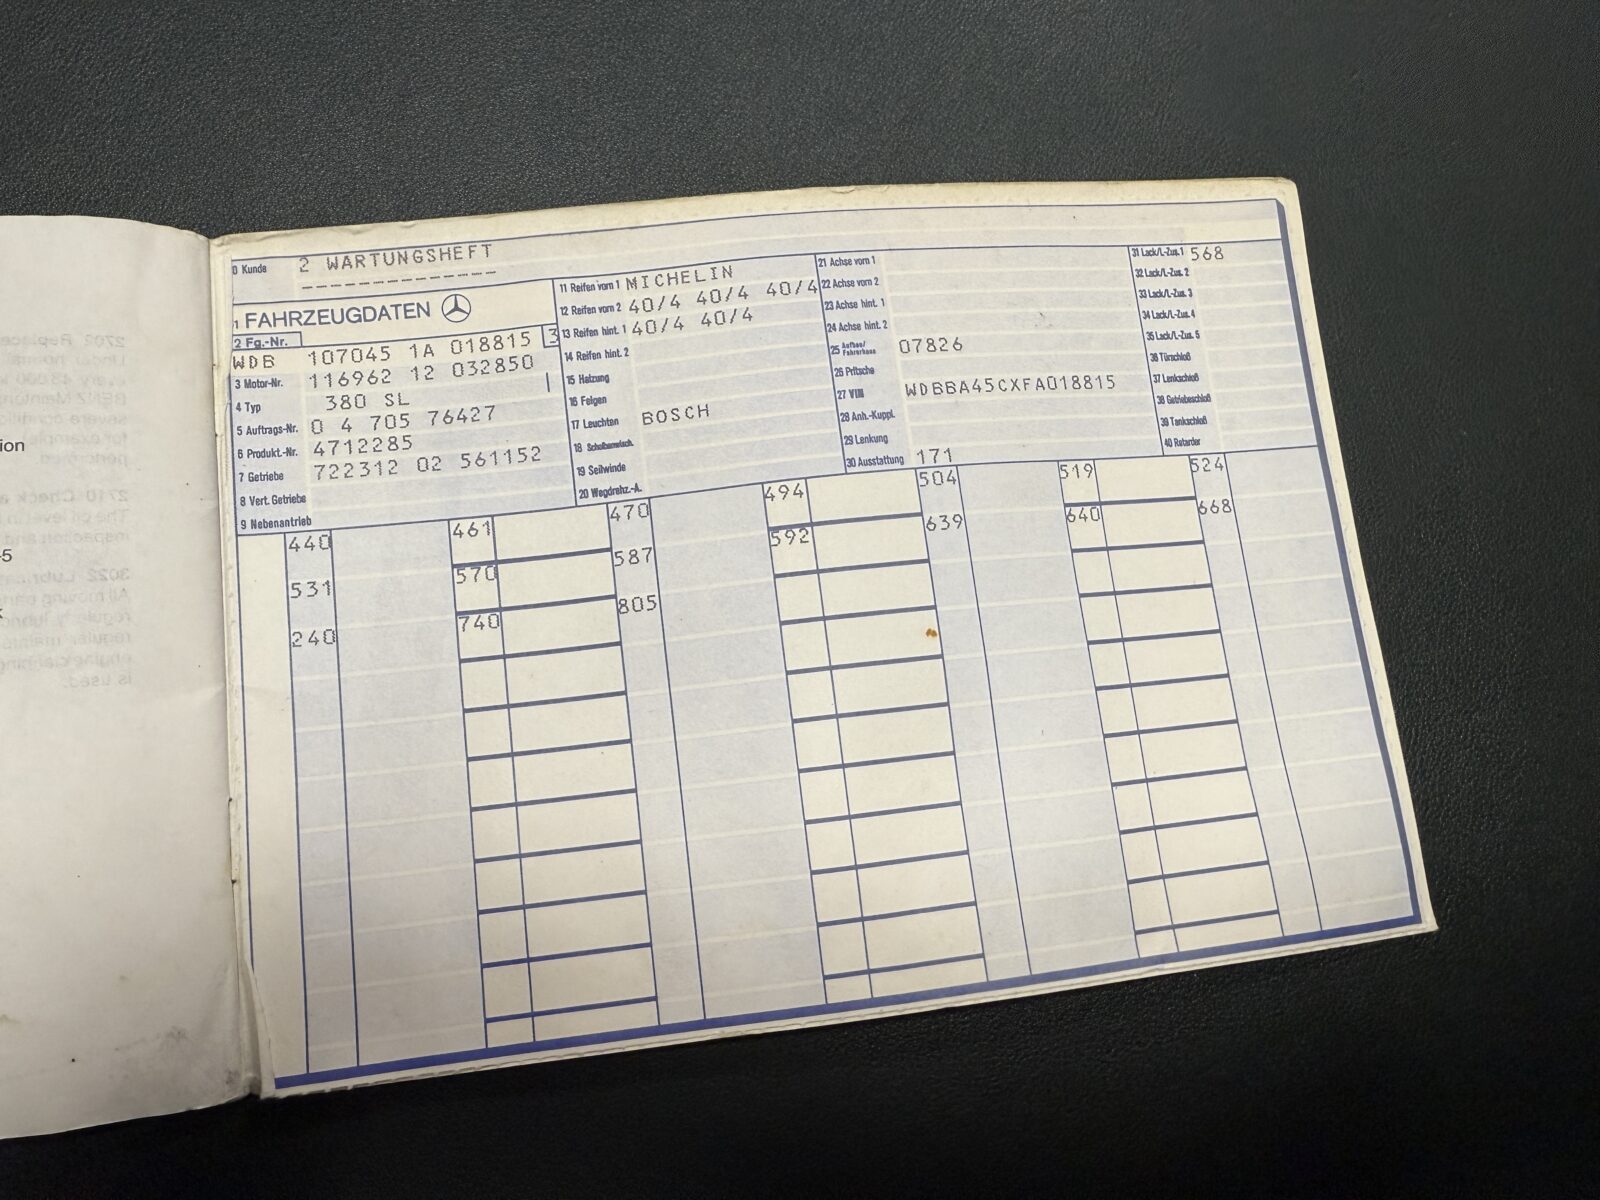 0 Kunde 2 WARTUNGSHEFT
1 FAHRZEUGDATEN
2 Fg.-Nr.
WDB 107045 1A 018815 3
3 Motor-Nr. 116962 12 032850
4 Typ 380 SL
5 Auftrags-Nr. 0 4 705 76427
6 Produkt.-Nr. 4712285
7 Getriebe 722312 02 561152
8 Vert. Getriebe
9 Nebenantrieb
11 Reifen vorn 1 MICHELIN
12 Reifen vorn 2 40/4 40/4 40/4
13 Reifen hint. 1 40/4 40/4
14 Reifen hint. 2
15 Heizung
16 Felgen
17 Leuchten BOSCH
18
19 Seilwinde
20 Wegdrehz.-A.
21 Achse vorn 1
22 Achse vorn 2
23 Achse hint. 1
24 Achse hint. 2
25 Aufbau/Fahrerhaus 07826
26 Pritsche
27 VIN WDBBA45CXFA018815
28 Anh.-Kuppl.
29 Lenkung
30 Ausstattung 171
31 Lack/L-Zus. 1 568
32 Lack/L-Zus. 2
33 Lack/L-Zus. 3
34 Lack/L-Zus. 4
35 Lack/L-Zus. 5
36 Türschloß
37 Lenkschloß
38 Getriebeschloß
39 Tankschloß
40 Retarder
440 461 470 494 504 519 524
531 570 587 592 639 640 668
240 740 805